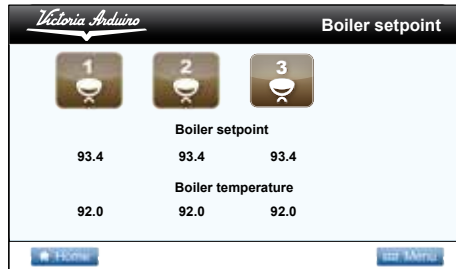 Victoria Arduino
Boiler setpoint
1 2 3
Boiler setpoint
93.4 93.4 93.4
Boiler temperature
92.0 92.0 92.0
Home Menu